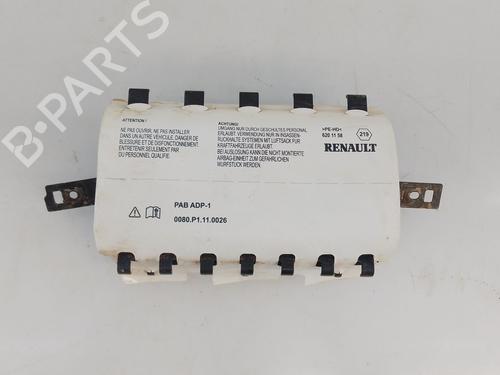 ATTENTION !
NE PAS OUVRIR, NE PAS INSTALLER
DANS UN AUTRE VEHICULE, DANGER DE
BLESSURE ET DE DYSFONCTIONNEMENT.
ENTRETENIR SEULEMENT PAR
DU PERSONNEL QUALIFIE.
ACHTUNG!
UMGANG NUR DURCH GESCHULTES PERSONAL
ERLAUBT. VERWENDUNG NUR IN INSASSEN-
RUCKHALTE SYSTEMEN MIT LUFTSACK FUR
KRAFTFAHRZEUGE ERLAUBT.
BEI AUSLOSUNG KANN DIE NICHT MONTIERTE
AIRBAG-EINHEIT ZUM GEFAHRLICHEN
WURFSTUCK WERDEN.
>PE-HD<
620 11 58
219
RENAULT
PAB ADP-1
0080.P1.11.0026
B-Parts